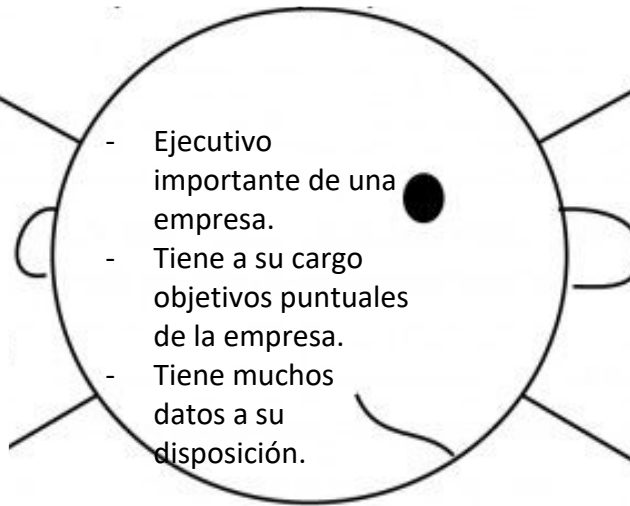 - Ejecutivo
importante de una
empresa.
- Tiene a su cargo
objetivos puntuales
de la empresa.
- Tiene muchos
datos a su
disposición.